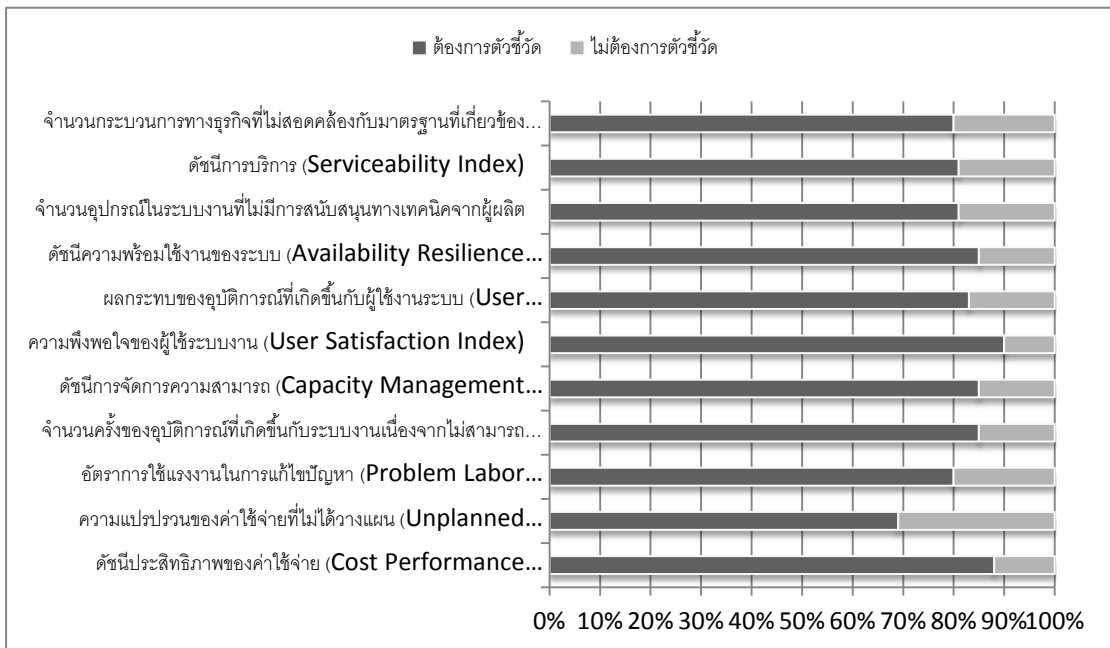 ต้องการตัวชี้วัด ไม่ต้องการตัวชี้วัด
จำนวนกระบวนการทางธุรกิจที่ไม่สอดคล้องกับมาตรฐานที่เกี่ยวข้อง...
ดัชนีการบริการ (Serviceability Index)
จำนวนอุปกรณ์ในระบบงานที่ไม่มีการสนับสนุนทางเทคนิคจากผู้ผลิต
ดัชนีความพร้อมใช้งานของระบบ (Availability Resilience...
ผลกระทบของอุบัติการณ์ที่เกิดขึ้นกับผู้ใช้งานระบบ (User...
ความพึงพอใจของผู้ใช้ระบบงาน (User Satisfaction Index)
ดัชนีการจัดการความสามารถ (Capacity Management...
จำนวนครั้งของอุบัติการณ์ที่เกิดขึ้นกับระบบงานเนื่องจากไม่สามารถ...
อัตราการใช้แรงงานในการแก้ไขปัญหา (Problem Labor...
ความแปรปรวนของค่าใช้จ่ายที่ไม่ได้วางแผน (Unplanned...
ดัชนีประสิทธิภาพของค่าใช้จ่าย (Cost Performance...
0% 10% 20% 30% 40% 50% 60% 70% 80% 90% 100%